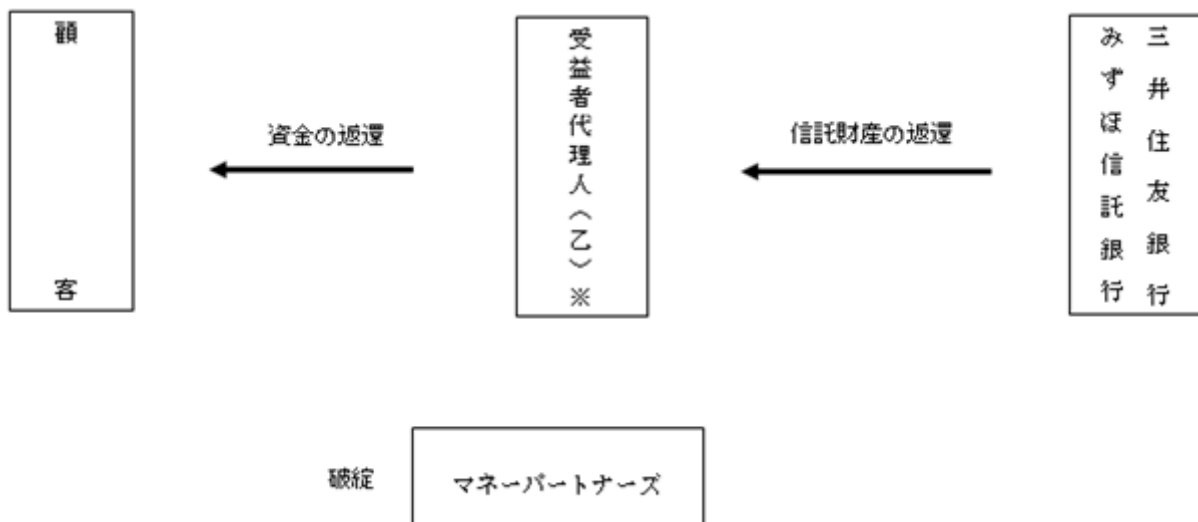 顧客
資金の返還
受益者代理人（乙）※
信託財産の返還
三井住友銀行
みずほ信託銀行
破綻
マネーパートナーズ